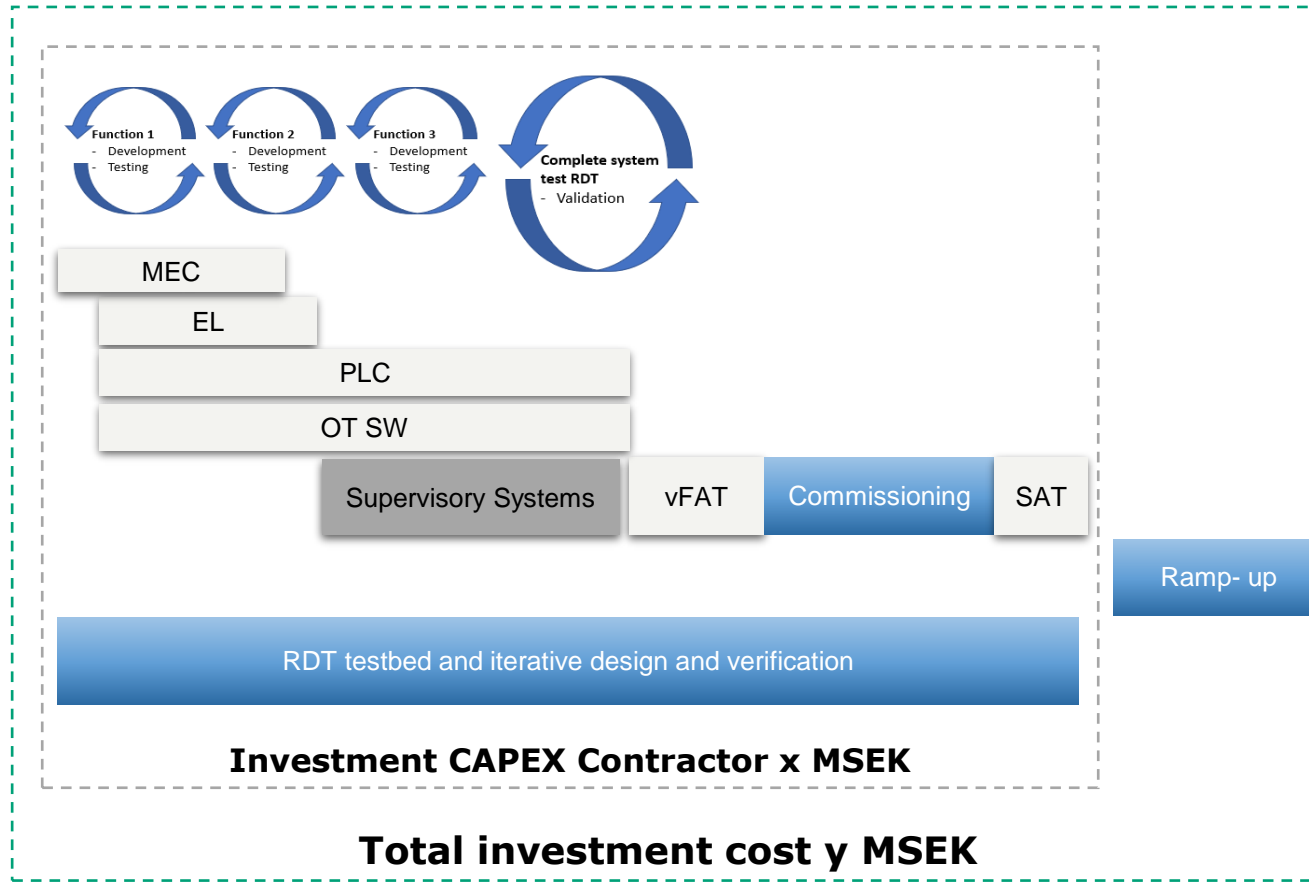 Function 1
- Development
- Testing
Function 2
- Development
- Testing
Function 3
- Development
- Testing
Complete system
test RDT
- Validation
MEC
EL
PLC
OT SW
Supervisory Systems
vFAT
Commissioning
SAT
Ramp- up
RDT testbed and iterative design and verification
Investment CAPEX Contractor x MSEK
Total investment cost y MSEK